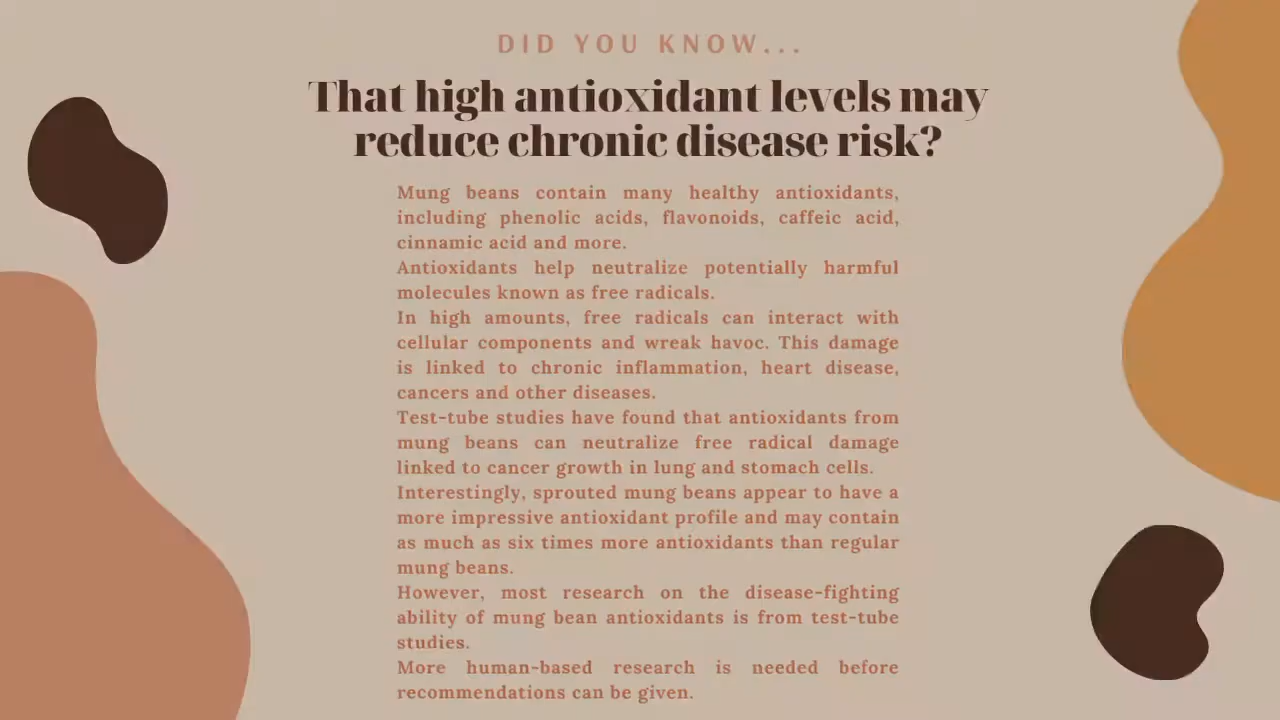 DID YOU KNOW...
That high antioxidant levels may
reduce chronic disease risk?
Mung beans contain many healthy antioxidants,
including phenolic acids, flavonoids, caffeic acid,
cinnamic acid and more.
Antioxidants help neutralize potentially harmful
molecules known as free radicals.
In high amounts, free radicals can interact with
cellular components and wreak havoc. This damage
is linked to chronic inflammation, heart disease,
cancers and other diseases.
Test-tube studies have found that antioxidants from
mung beans can neutralize free radical damage
linked to cancer growth in lung and stomach cells.
Interestingly, sprouted mung beans appear to have a
more impressive antioxidant profile and may contain
as much as six times more antioxidants than regular
mung beans.
However, most research on the disease-fighting
ability of mung bean antioxidants is from test-tube
studies.
More human-based research is needed before
recommendations can be given.